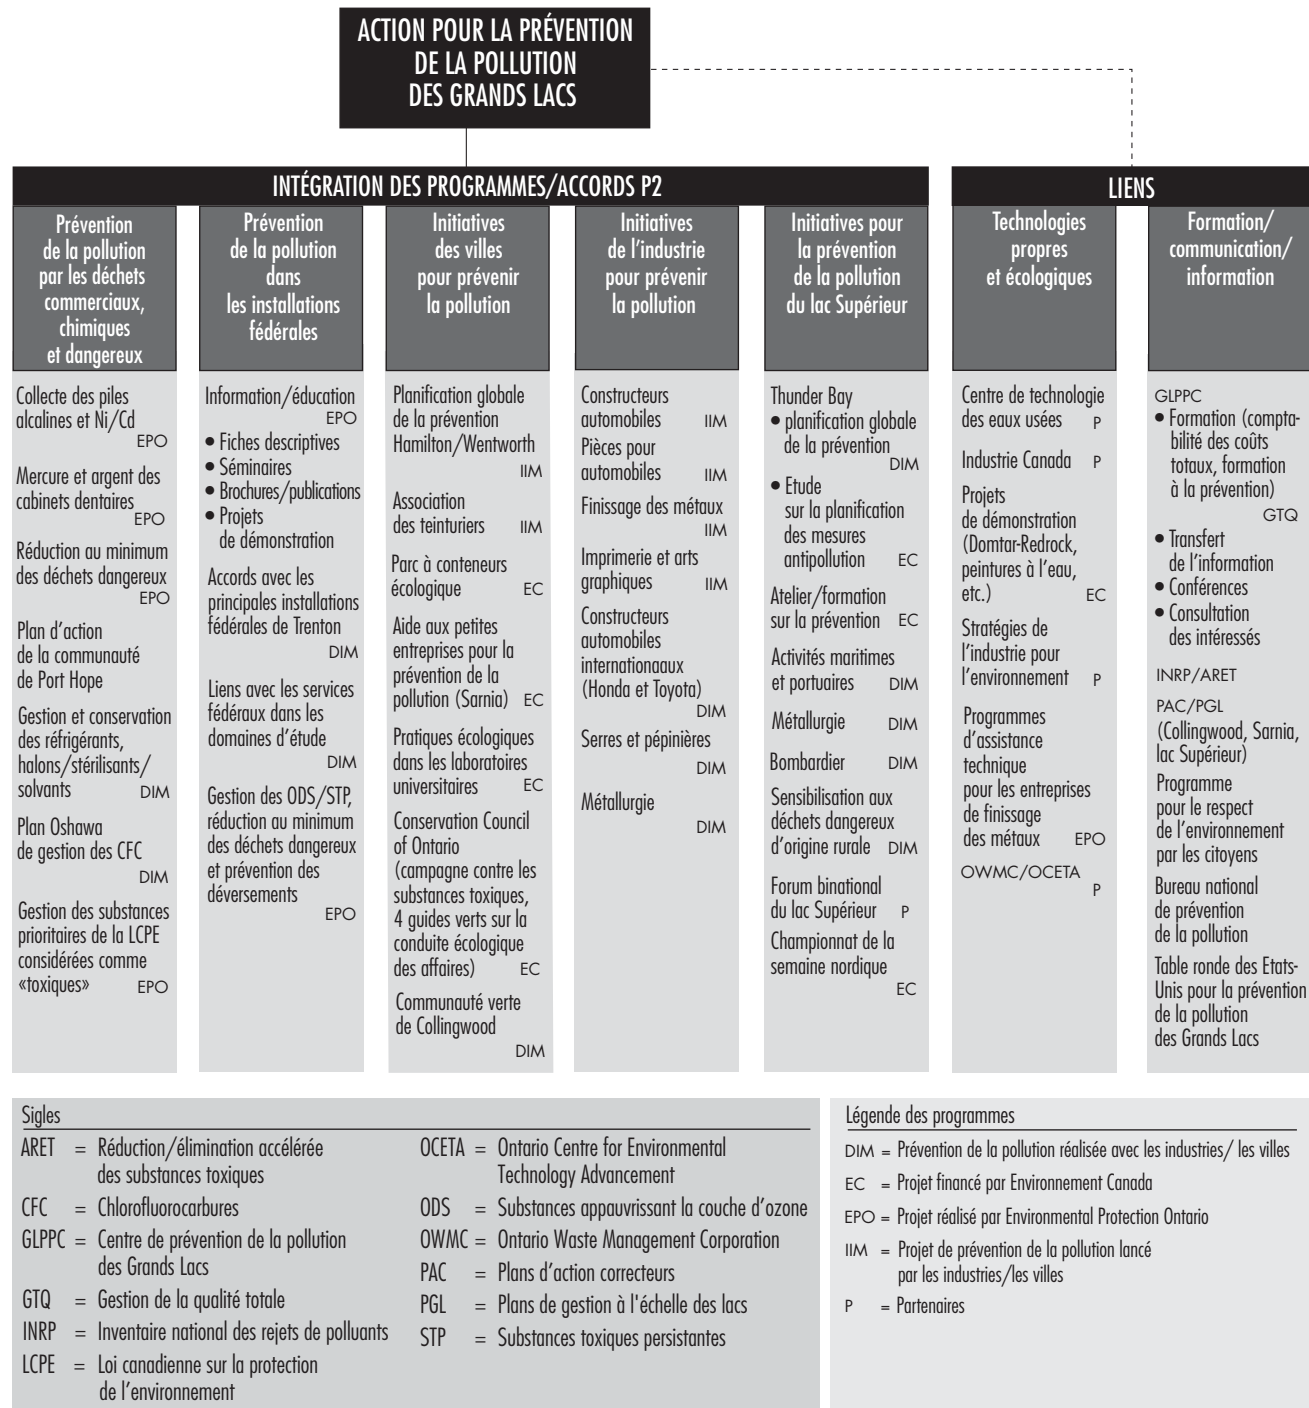 ACTION POUR LA PRÉVENTION
DE LA POLLUTION
DES GRANDS LACS
INTÉGRATION DES PROGRAMMES/ACCORDS P2
Prévention
de la pollution
par les déchets
commerciaux,
chimiques
et dangereux
Collecte des piles
alcalines et Ni/Cd
EPO
Mercure et argent des
cabinets dentaires
EPO
Réduction au minimum
des déchets dangereux
EPO
Plan d'action
de la communauté
de Port Hope
Gestion et conservation
des réfrigérants,
halons/stérilisants/
solvants DIM
Plan Oshawa
de gestion des CFC
DIM
Gestion des substances
prioritaires de la LCPE
considérées comme
«toxiques» EPO
Prévention
de la pollution
dans
les installations
fédérales
Information/éducation
EPO
• Fiches descriptives
• Séminaires
• Brochures/publications
• Projets
de démonstration
Accords avec les
principales installations
fédérales de Trenton
DIM
Liens avec les services
fédéraux dans les
domaines d'étude
DIM
Gestion des ODS/STP,
réduction au minimum
des déchets dangereux
et prévention des
déversements
EPO
Initiatives
des villes
pour prévenir
la pollution
Planification globale
de la prévention
Hamilton/Wentworth
IIM
Association
des teinturiers IIM
Parc à conteneurs
écologique EC
Aide aux petites
entreprises pour la
prévention de la
pollution (Sarnia) EC
Pratiques écologiques
dans les laboratoires
universitaires EC
Conservation Council
of Ontario
(campagne contre les
substances toxiques,
4 guides verts sur la
conduite écologique
des affaires) EC
Communauté verte
de Collingwood
DIM
Initiatives
de l'industrie
pour prévenir
la pollution
Constructeurs
automobiles IIM
Pièces pour
automobiles IIM
Finissage des métaux
IIM
Imprimerie et arts
graphiques IIM
Constructeurs
automobiles
internationaaux
(Honda et Toyota)
DIM
Serres et pépinières
DIM
Métallurgie
DIM
Initiatives pour
la prévention
de la pollution
du lac Supérieur
Thunder Bay
• planification globale
de la prévention
DIM
• Etude
sur la planification
des mesures
antipollution EC
Atelier/formation
sur la prévention EC
Activités maritimes
et portuaires DIM
Métallurgie DIM
Bombardier DIM
Sensibilisation aux
déchets dangereux
d'origine rurale DIM
Forum binational
du lac Supérieur P
Championnat de la
semaine nordique
EC
LIENS
Technologies
propres
et écologiques
Centre de technologie
des eaux usées P
Industrie Canada P
Projets
de démonstration
(Domtar-Redrock,
peintures à l'eau,
etc.) EC
Stratégies de
l'industrie pour
l'environnement P
Programmes
d'assistance
technique
pour les entreprises
de finissage
des métaux EPO
OWMC/OCETA
P
Formation/
communication/
information
GLPPC
• Formation (compta-
bilité des coûts
totaux, formation
à la prévention)
GTQ
• Transfert
de l'information
• Conférences
• Consultation
des intéressés
INRP/ARET
PAC/PGL
(Collingwood, Sarnia,
lac Supérieur)
Programme
pour le respect
de l'environnement
par les citoyens
Bureau national
de prévention
de la pollution
Table ronde des Etats-
Unis pour la prévention
de la pollution
des Grands Lacs
Sigles
ARET = Réduction/élimination accélérée
des substances toxiques
CFC = Chlorofluorocarbures
GLPPC = Centre de prévention de la pollution
des Grands Lacs
GTQ = Gestion de la qualité totale
INRP = Inventaire national des rejets de polluants
LCPE = Loi canadienne sur la protection
de l'environnement
OCETA = Ontario Centre for Environmental
Technology Advancement
ODS = Substances appauvrissant la couche d'ozone
OWMC = Ontario Waste Management Corporation
PAC = Plans d'action correcteurs
PGL = Plans de gestion à l'échelle des lacs
STP = Substances toxiques persistantes
Légende des programmes
DIM = Prévention de la pollution réalisée avec les industries/ les villes
EC = Projet financé par Environnement Canada
EPO = Projet réalisé par Environmental Protection Ontario
IIM = Projet de prévention de la pollution lancé
par les industries/les villes
P = Partenaires